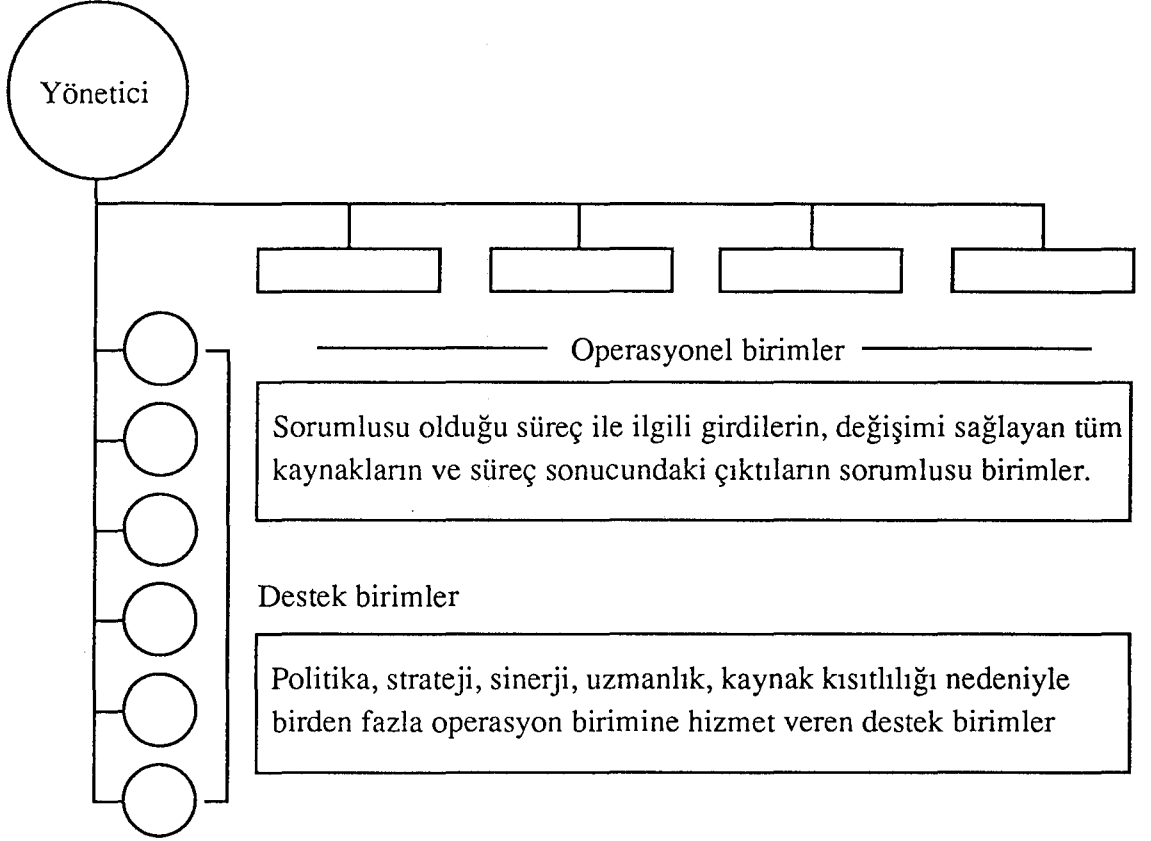 Yönetici
Operasyonel birimler
Sorumlusu olduğu süreç ile ilgili girdilerin, değişimi sağlayan tüm
kaynakların ve süreç sonucundaki çıktıların sorumlusu birimler.
Destek birimler
Politika, strateji, sinerji, uzmanlık, kaynak kısıtlılığı nedeniyle
birden fazla operasyon birimine hizmet veren destek birimler